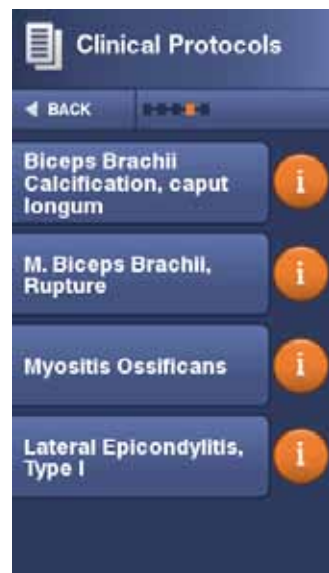 Clinical Protocols
BACK
Biceps Brachii
Calcification, caput
longum
i
M. Biceps Brachii,
Rupture
i
Myositis Ossificans
i
Lateral Epicondylitis,
Type I
i